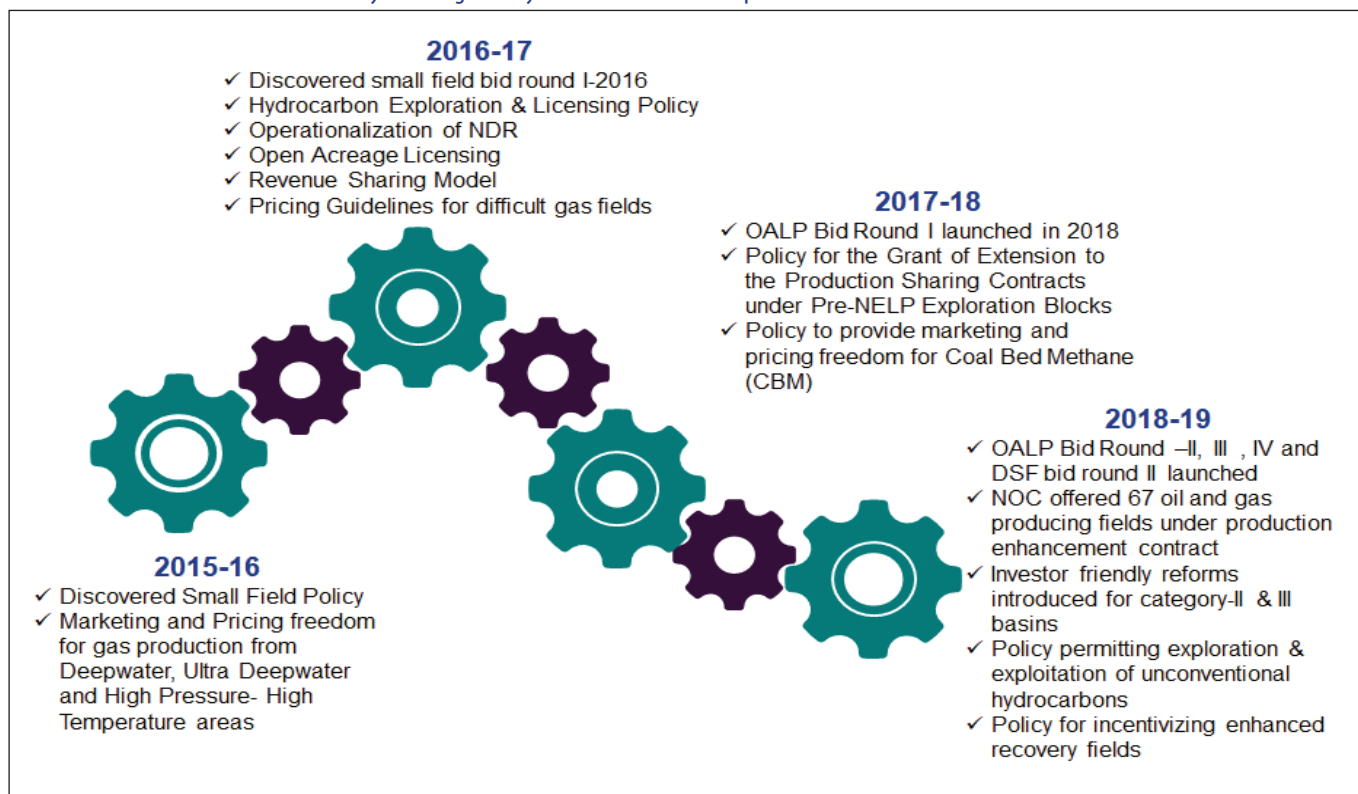 2016-17
✓ Discovered small field bid round I-2016
✓ Hydrocarbon Exploration & Licensing Policy
✓ Operationalization of NDR
✓ Open Acreage Licensing
✓ Revenue Sharing Model
✓ Pricing Guidelines for difficult gas fields
2017-18
✓ OALP Bid Round I launched in 2018
✓ Policy for the Grant of Extension to
the Production Sharing Contracts
under Pre-NELP Exploration Blocks
✓ Policy to provide marketing and
pricing freedom for Coal Bed Methane
(CBM)
2018-19
✓ OALP Bid Round –II, III , IV and
DSF bid round II launched
✓ NOC offered 67 oil and gas
producing fields under production
enhancement contract
✓ Investor friendly reforms
introduced for category-II & III
basins
✓ Policy permitting exploration &
exploitation of unconventional
hydrocarbons
✓ Policy for incentivizing enhanced
recovery fields
2015-16
✓ Discovered Small Field Policy
✓ Marketing and Pricing freedom
for gas production from
Deepwater, Ultra Deepwater
and High Pressure- High
Temperature areas